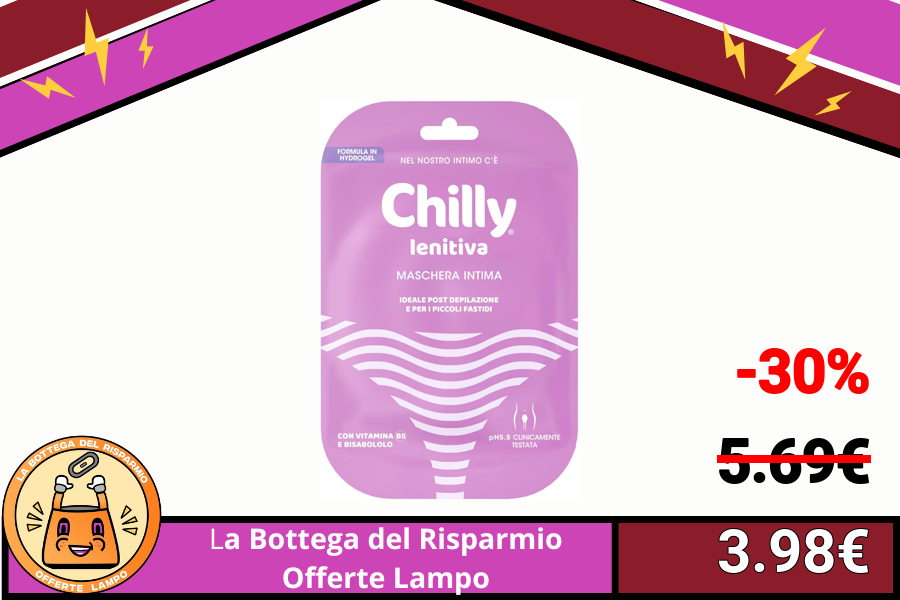 FORMULA IN
HYDROGEL
NEL NOSTRO INTIMO C'È
Chilly®
lenitiva
MASCHERA INTIMA
IDEALE POST DEPILAZIONE
E PER I PICCOLI FASTIDI
CON VITAMINA B5
E BISABOLOLO
pH5.5 CLINICAMENTE
TESTATA
-30%
5.69€
3.98€
LA BOTTEGA DEL RISPARMIO
OFFERTE LAMPO
La Bottega del Risparmio
Offerte Lampo